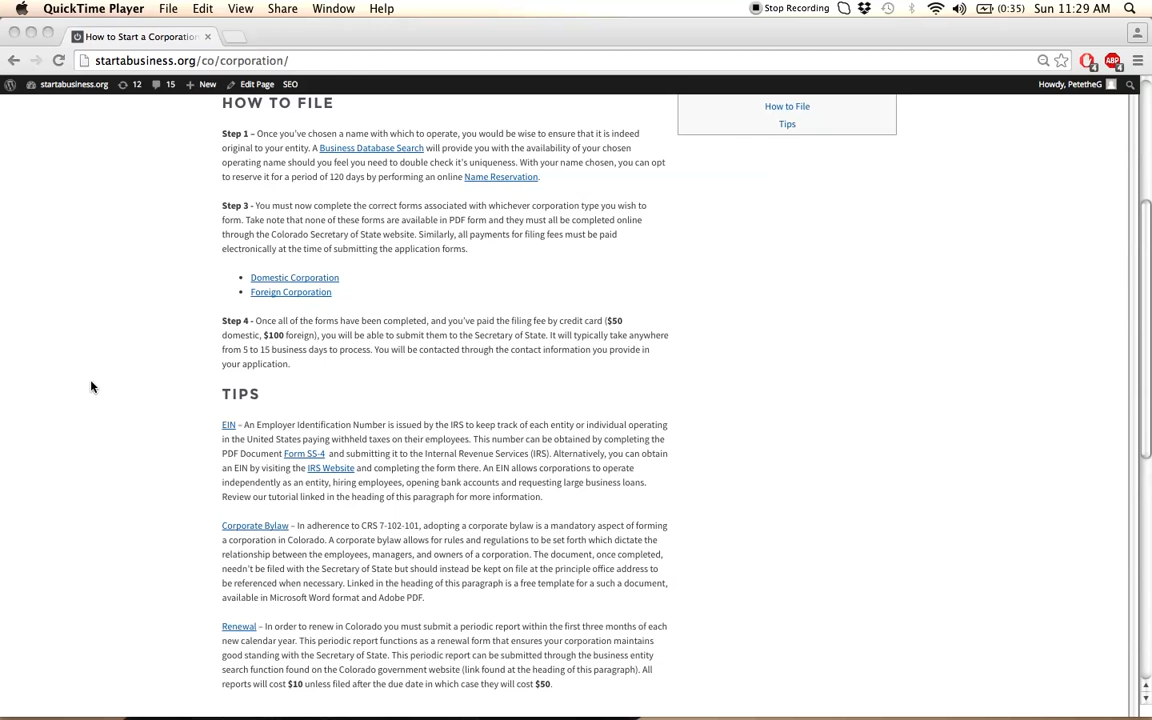 QuickTime Player File Edit View Share Window Help Stop Recording (0:35) Sun 11:29 AM
How to Start a Corporation
startabusiness.org/co/corporation/
startabusiness.org 12 15 New Edit Page SEO Howdy, PetetheG
HOW TO FILE
How to File
Tips
Step 1 – Once you've chosen a name with which to operate, you would be wise to ensure that it is indeed
original to your entity. A Business Database Search will provide you with the availability of your chosen
operating name should you feel you need to double check it's uniqueness. With your name chosen, you can opt
to reserve it for a period of 120 days by performing an online Name Reservation.
Step 3 - You must now complete the correct forms associated with whichever corporation type you wish to
form. Take note that none of these forms are available in PDF form and they must all be completed online
through the Colorado Secretary of State website. Similarly, all payments for filing fees must be paid
electronically at the time of submitting the application forms.
• Domestic Corporation
• Foreign Corporation
Step 4 - Once all of the forms have been completed, and you've paid the filing fee by credit card ($50
domestic, $100 foreign), you will be able to submit them to the Secretary of State. It will typically take anywhere
from 5 to 15 business days to process. You will be contacted through the contact information you provide in
your application.
TIPS
EIN – An Employer Identification Number is issued by the IRS to keep track of each entity or individual operating
in the United States paying withheld taxes on their employees. This number can be obtained by completing the
PDF Document Form SS-4 and submitting it to the Internal Revenue Services (IRS). Alternatively, you can obtain
an EIN by visiting the IRS Website and completing the form there. An EIN allows corporations to operate
independently as an entity, hiring employees, opening bank accounts and requesting large business loans.
Review our tutorial linked in the heading of this paragraph for more information.
Corporate Bylaw – In adherence to CRS 7-102-101, adopting a corporate bylaw is a mandatory aspect of forming
a corporation in Colorado. A corporate bylaw allows for rules and regulations to be set forth which dictate the
relationship between the employees, managers, and owners of a corporation. The document, once completed,
needn't be filed with the Secretary of State but should instead be kept on file at the principle office address to
be referenced when necessary. Linked in the heading of this paragraph is a free template for a such a document,
available in Microsoft Word format and Adobe PDF.
Renewal – In order to renew in Colorado you must submit a periodic report within the first three months of each
new calendar year. This periodic report functions as a renewal form that ensures your corporation maintains
good standing with the Secretary of State. This periodic report can be submitted through the business entity
search function found on the Colorado government website (link found at the heading of this paragraph). All
reports will cost $10 unless filed after the due date in which case they will cost $50.